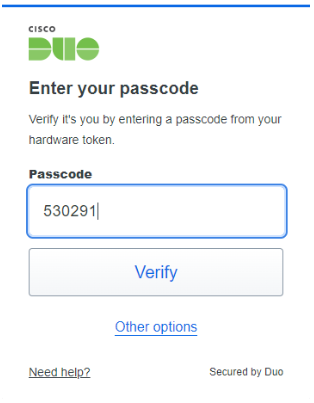 CISCO
DUO
Enter your passcode
Verify it's you by entering a passcode from your
hardware token.
Passcode
530291
Verify
Other options
Need help?
Secured by Duo